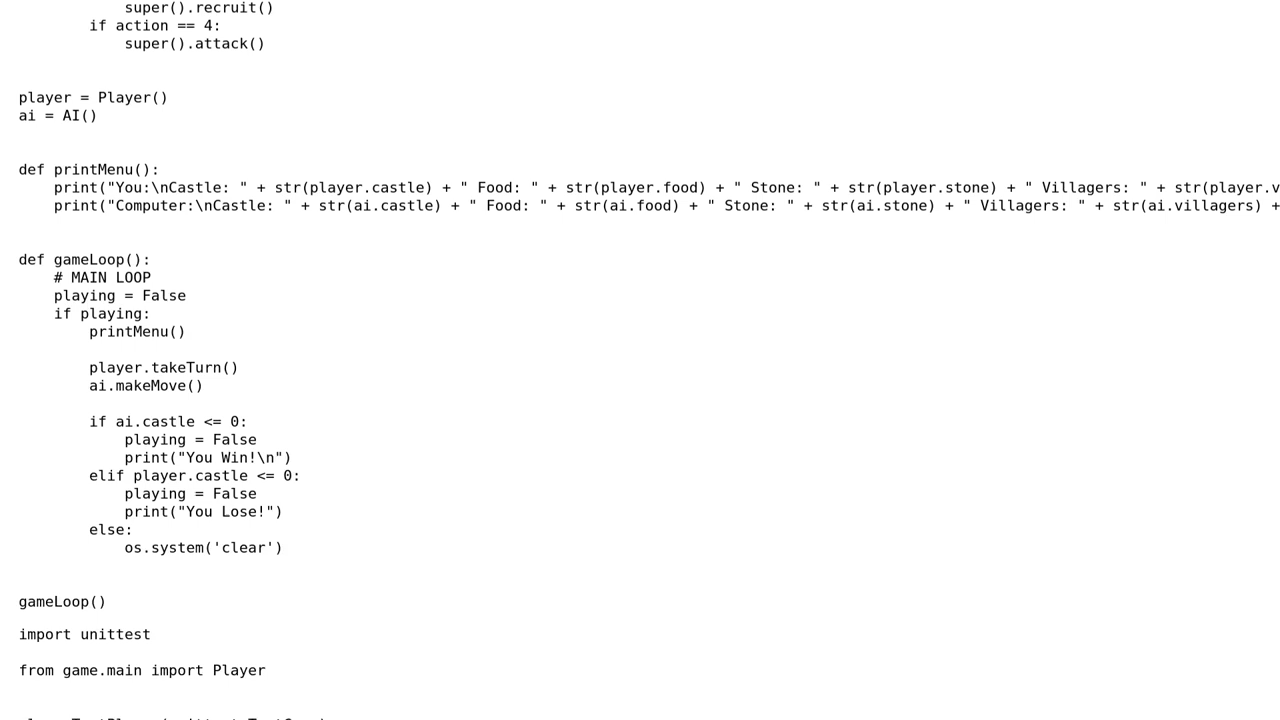 super().recruit()
        if action == 4:
            super().attack()
player = Player()
ai = AI()
def printMenu():
    print("You:\nCastle: " + str(player.castle) + " Food: " + str(player.food) + " Stone: " + str(player.stone) + " Villagers: " + str(player.v
    print("Computer:\nCastle: " + str(ai.castle) + " Food: " + str(ai.food) + " Stone: " + str(ai.stone) + " Villagers: " + str(ai.villagers) +
def gameLoop():
    # MAIN LOOP
    playing = False
    if playing:
        printMenu()
        player.takeTurn()
        ai.makeMove()
        if ai.castle <= 0:
            playing = False
            print("You Win!\n")
        elif player.castle <= 0:
            playing = False
            print("You Lose!")
        else:
            os.system('clear')
gameLoop()
import unittest
from game.main import Player